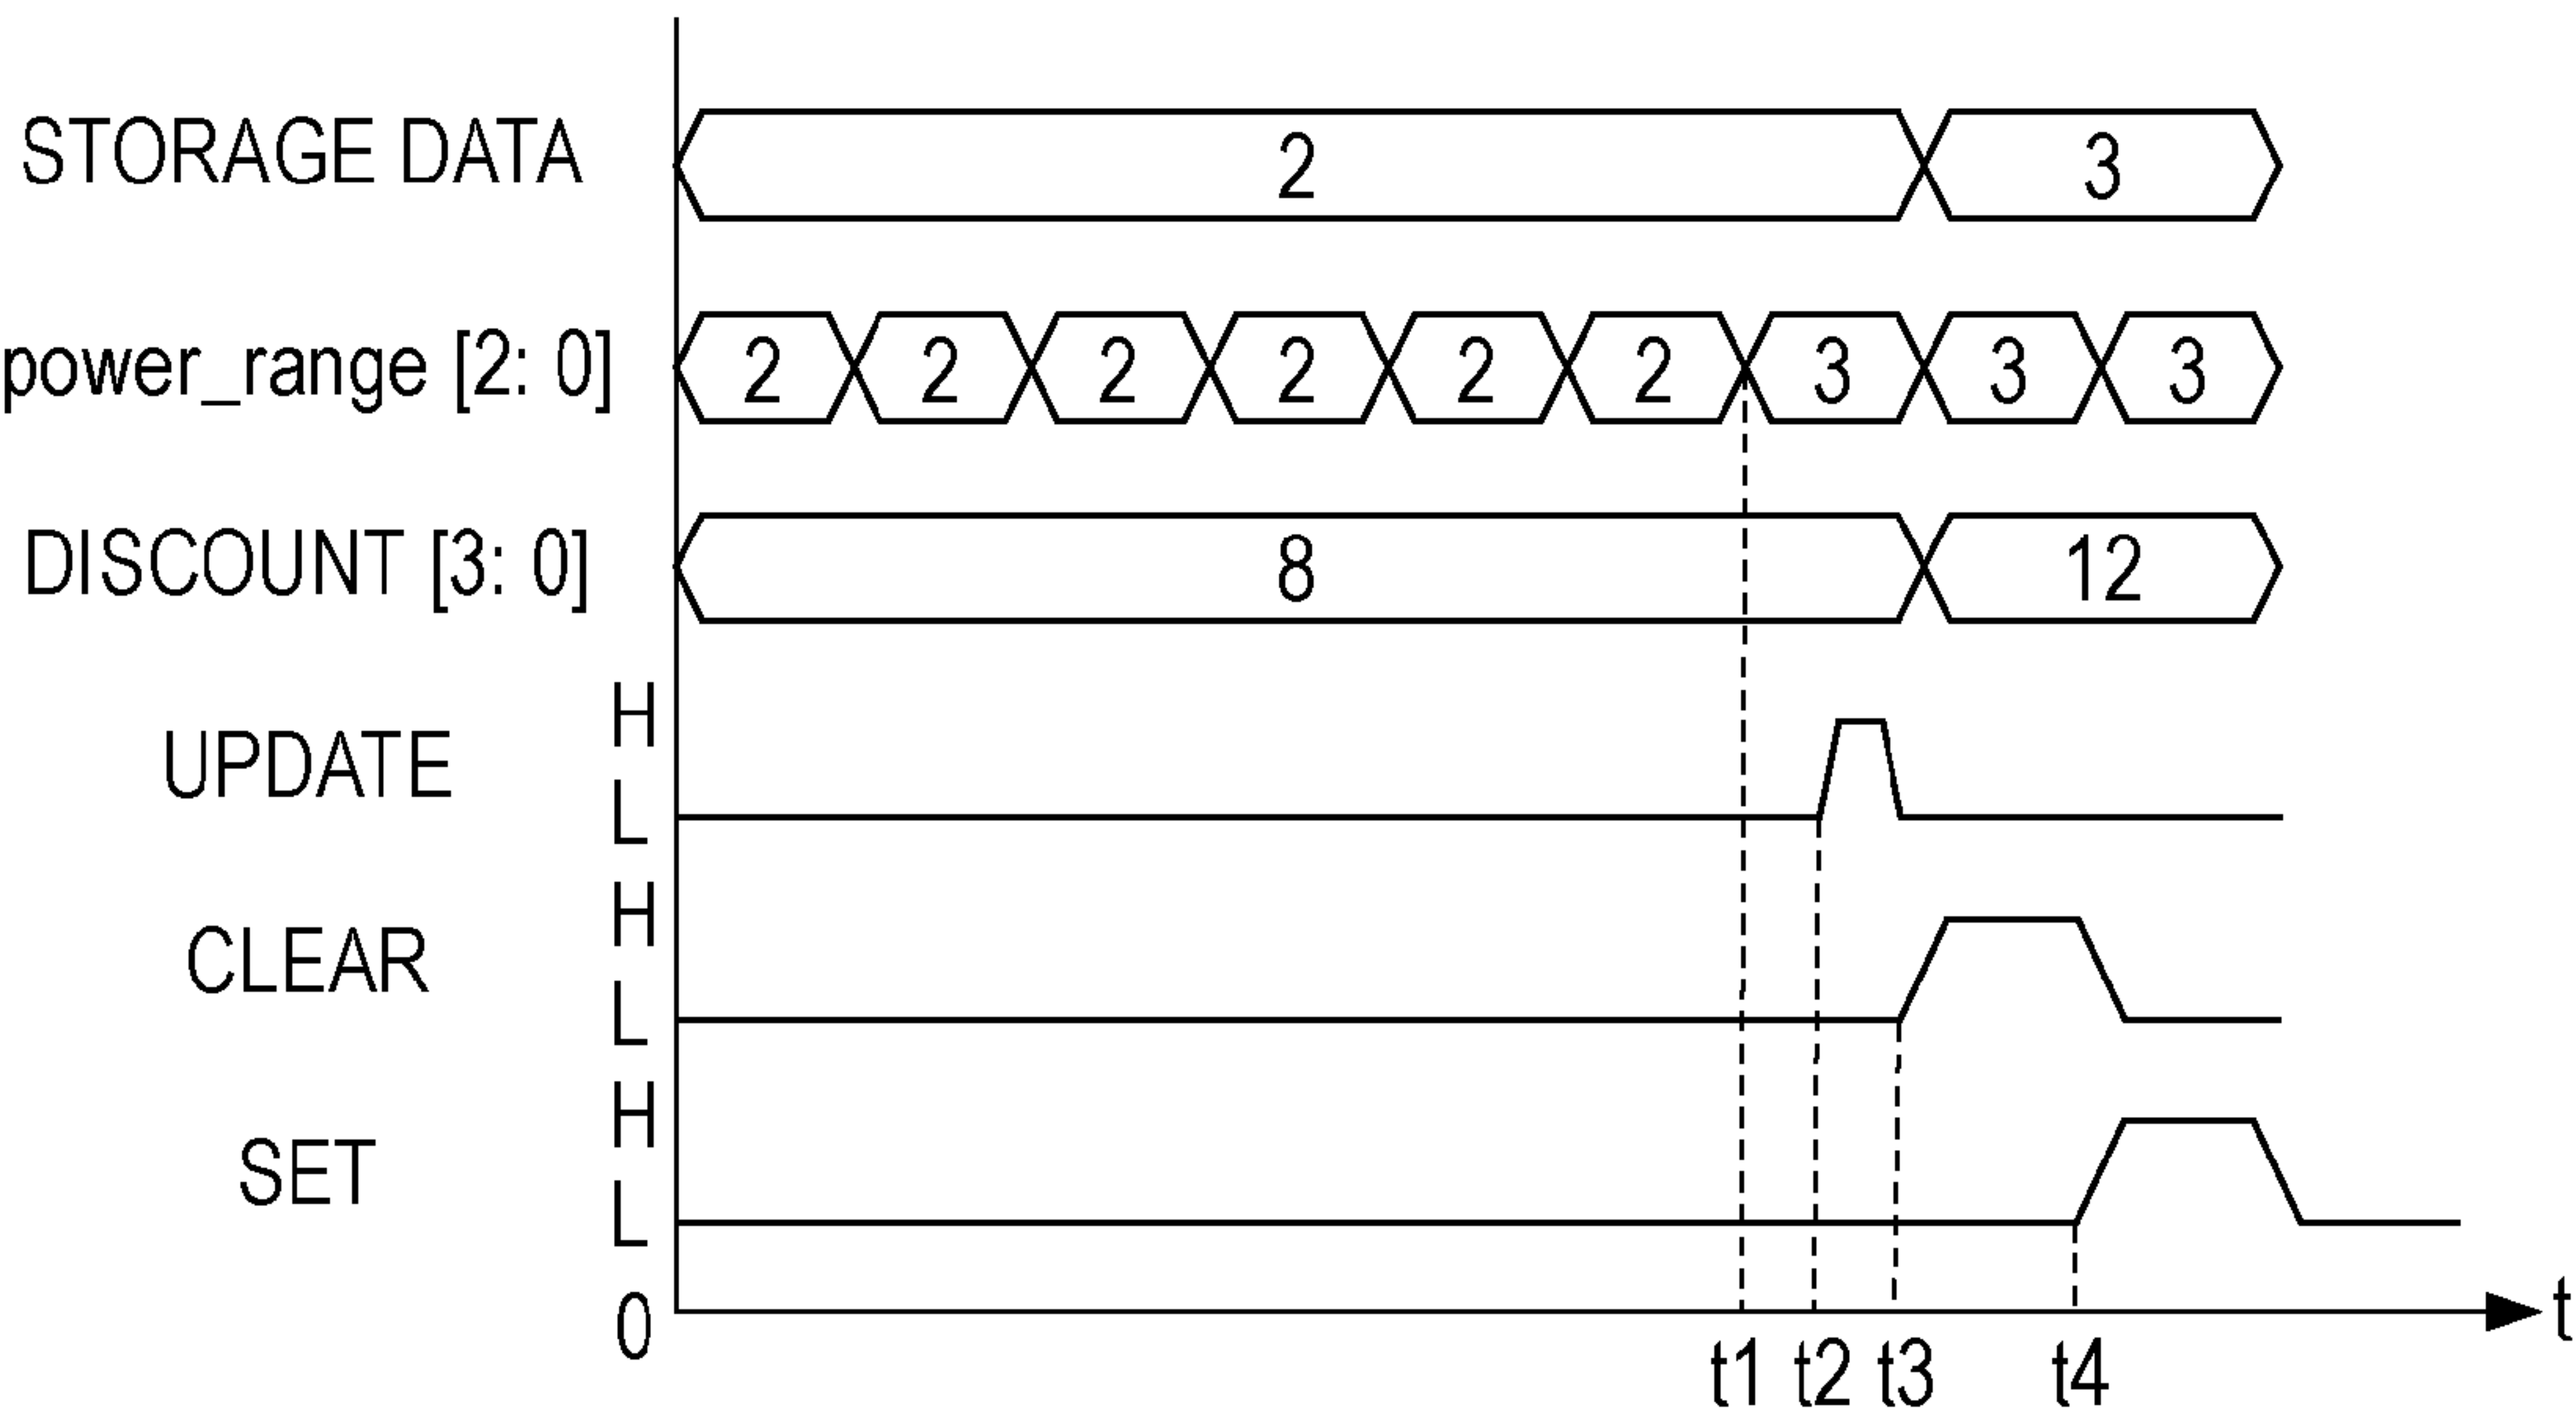 STORAGE DATA 2 3
power_range [2: 0] 2 2 2 2 2 2 3 3 3
DISCOUNT [3: 0] 8 12
H
UPDATE
L
H
CLEAR
L
H
SET
L
0 t
t1 t2 t3 t4